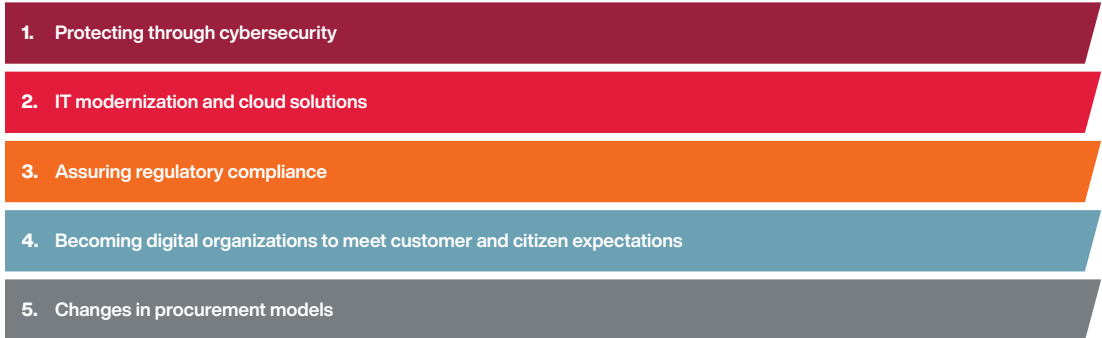 1. Protecting through cybersecurity
2. IT modernization and cloud solutions
3. Assuring regulatory compliance
4. Becoming digital organizations to meet customer and citizen expectations
5. Changes in procurement models